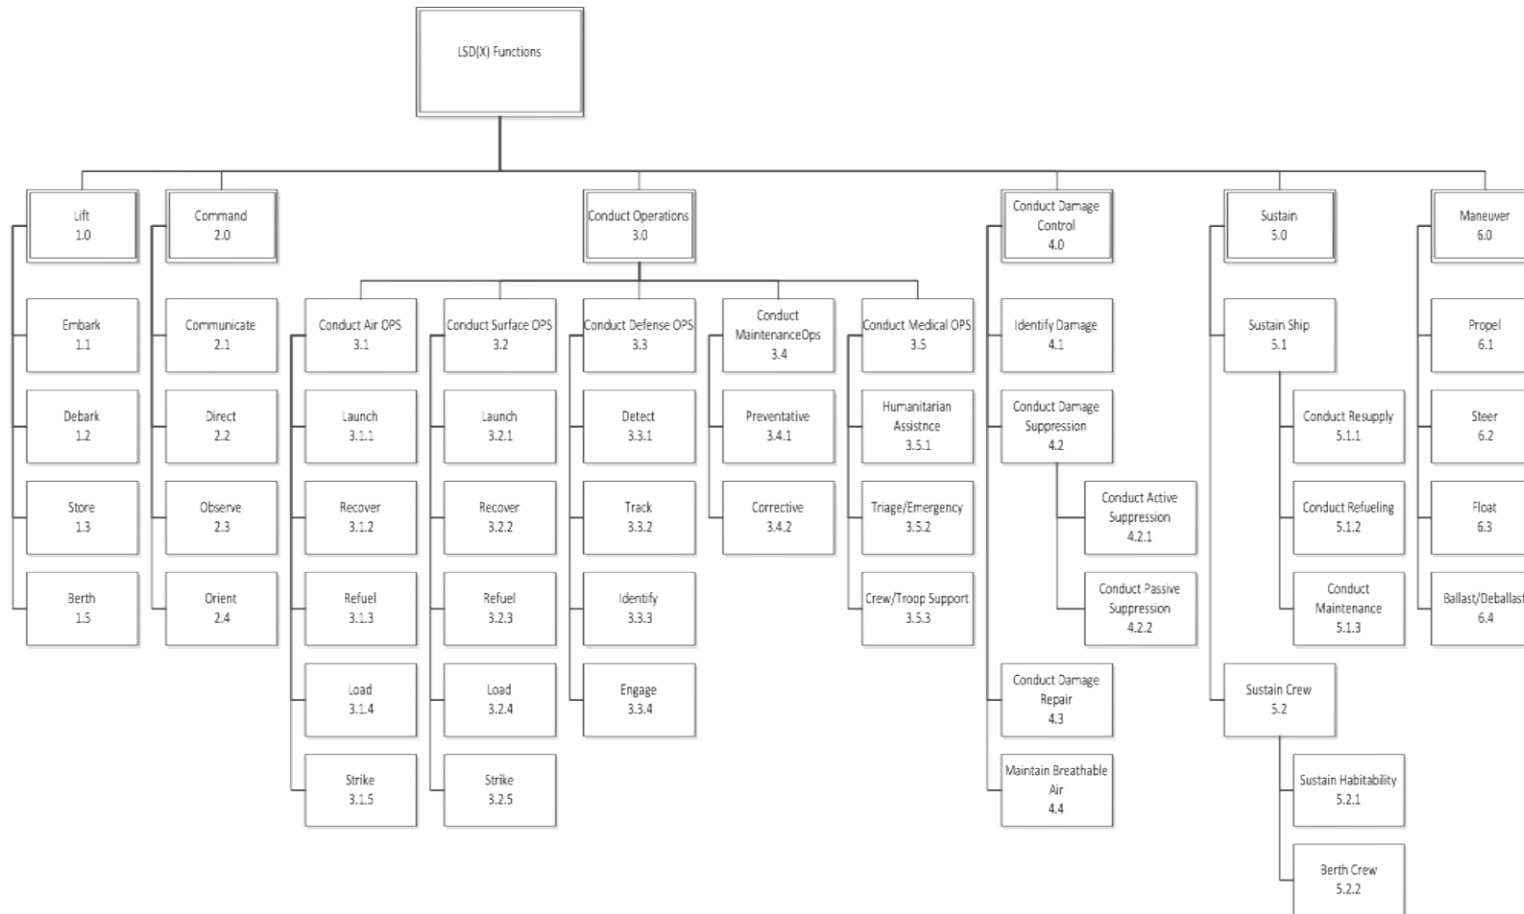 LSD(X) Functions
Lift
1.0
Command
2.0
Conduct Operations
3.0
Conduct Damage
Control
4.0
Sustain
5.0
Maneuver
6.0
Embark
1.1
Communicate
2.1
Conduct Air OPS
3.1
Conduct Surface OPS
3.2
Conduct Defense OPS
3.3
Conduct
MaintenanceOps
3.4
Conduct Medical OPS
3.5
Identify Damage
4.1
Sustain Ship
5.1
Propel
6.1
Debark
1.2
Direct
2.2
Launch
3.1.1
Launch
3.2.1
Detect
3.3.1
Preventative
3.4.1
Humanitarian
Assistnce
3.5.1
Conduct Damage
Suppression
4.2
Conduct Resupply
5.1.1
Steer
6.2
Store
1.3
Observe
2.3
Recover
3.1.2
Recover
3.2.2
Track
3.3.2
Corrective
3.4.2
Triage/Emergency
3.5.2
Conduct Active
Suppression
4.2.1
Conduct Refueling
5.1.2
Float
6.3
Berth
1.5
Orient
2.4
Refuel
3.1.3
Refuel
3.2.3
Identify
3.3.3
Crew/Troop Support
3.5.3
Conduct Passive
Suppression
4.2.2
Conduct
Maintenance
5.1.3
Ballast/Deballast
6.4
Load
3.1.4
Load
3.2.4
Engage
3.3.4
Conduct Damage
Repair
4.3
Sustain Crew
5.2
Strike
3.1.5
Strike
3.2.5
Maintain Breathable
Air
4.4
Sustain Habitability
5.2.1
Berth Crew
5.2.2